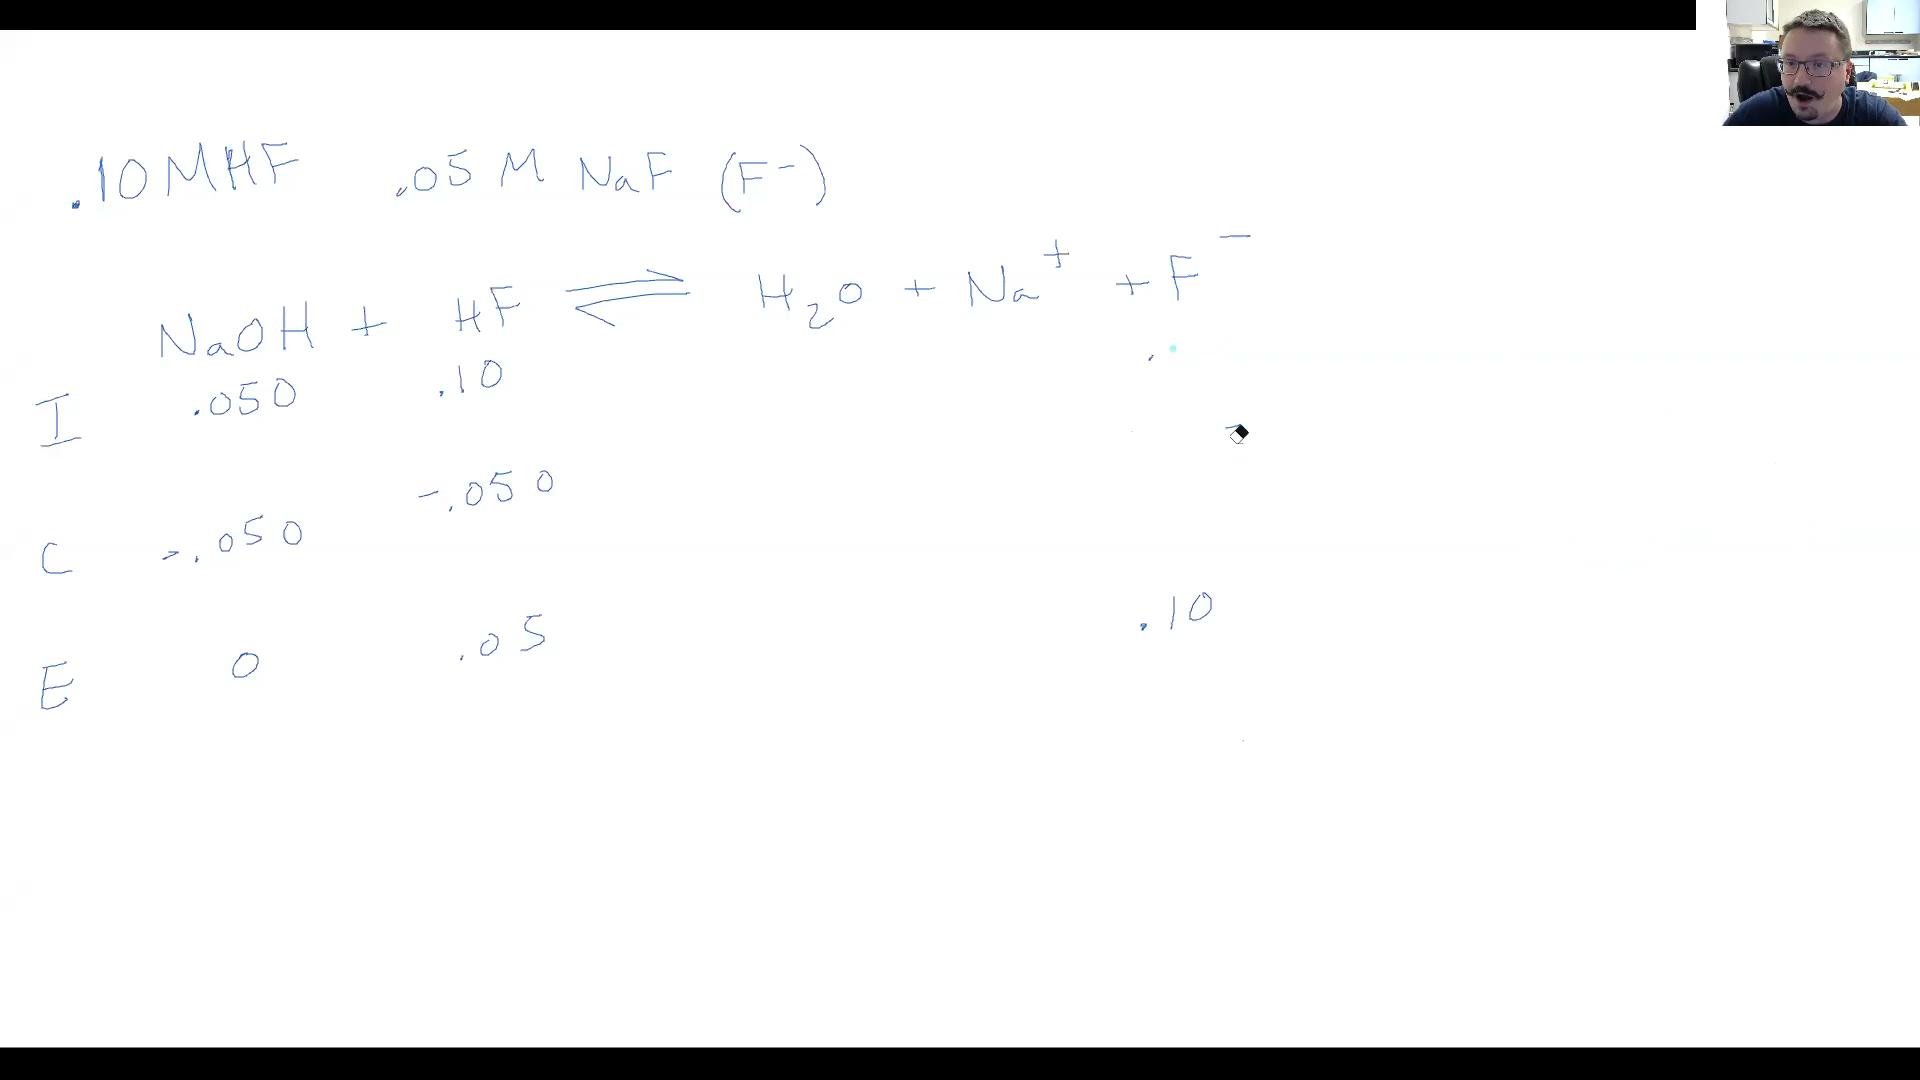 .10 M HF .05 M NaF (F⁻)
NaOH + HF ⇌ H₂O + Na⁺ + F⁻
I .050 .10 .
C -.050 -.050
E 0 .05 .10